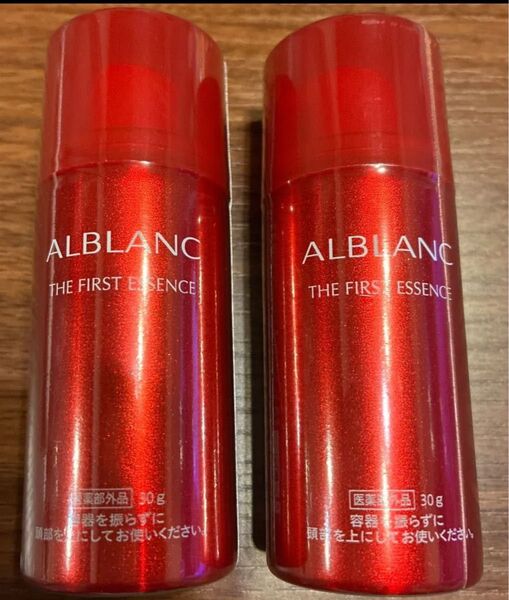 ALBLANC
THE FIRST ESSENCE
医薬部外品 30g
容器を振らずに
頭部を上にしてお使いください。
ALBLANC
THE FIRST ESSENCE
医薬部外品 30g
容器を振らずに
頭部を上にしてお使いください。